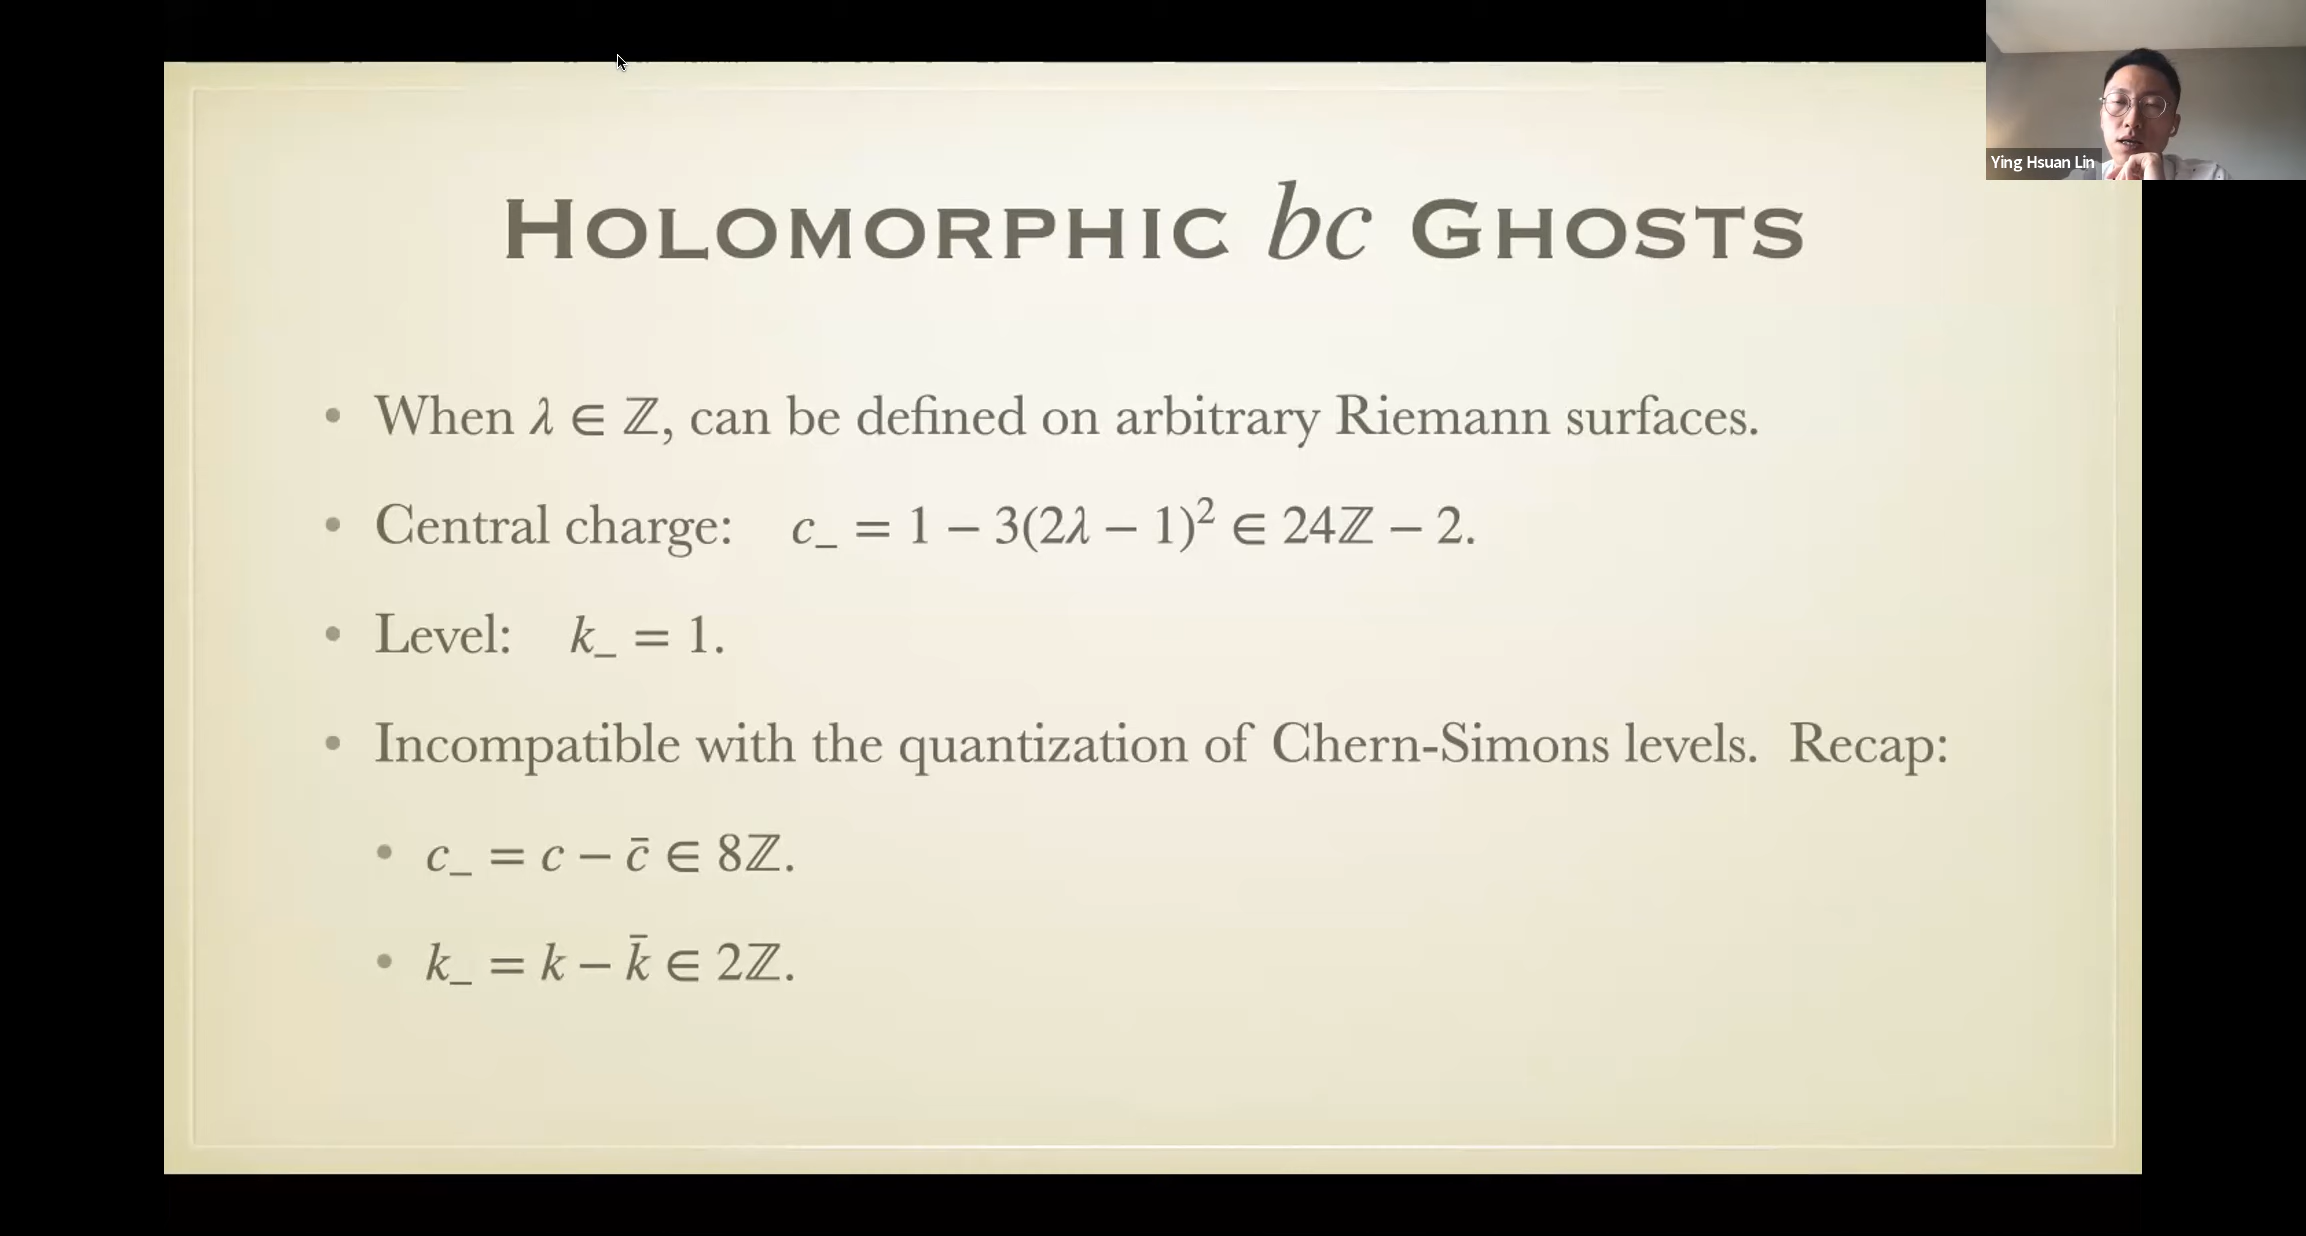 Ying Hsuan Lin
HOLOMORPHIC bc GHOSTS
• When λ ∈ ℤ, can be defined on arbitrary Riemann surfaces.
• Central charge: c_ = 1 − 3(2λ − 1)² ∈ 24ℤ − 2.
• Level: k_ = 1.
• Incompatible with the quantization of Chern-Simons levels. Recap:
• c_ = c − c̄ ∈ 8ℤ.
• k_ = k − k̄ ∈ 2ℤ.